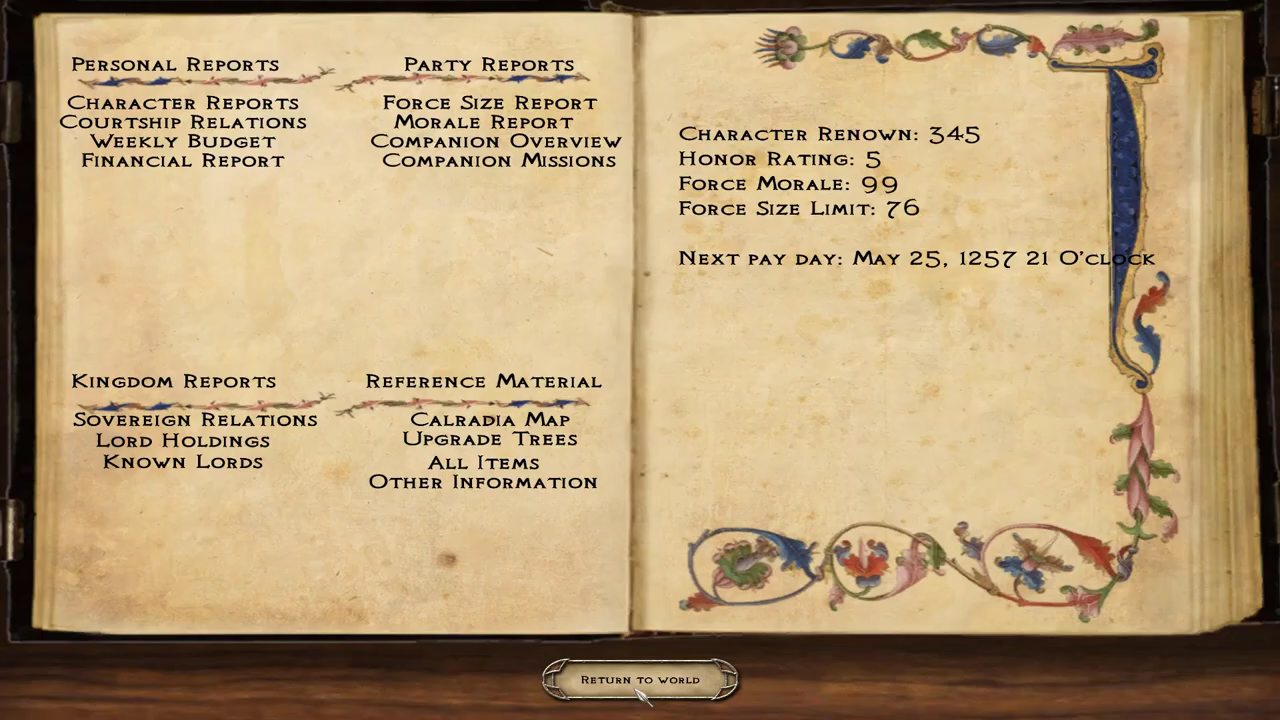 Personal Reports
Character Reports
Courtship Relations
Weekly Budget
Financial Report
Party Reports
Force Size Report
Morale Report
Companion Overview
Companion Missions
Kingdom Reports
Sovereign Relations
Lord Holdings
Known Lords
Reference Material
Calradia Map
Upgrade Trees
All Items
Other Information
Character Renown: 345
Honor Rating: 5
Force Morale: 99
Force Size Limit: 76
Next pay day: May 25, 1257 21 O'clock
Return to world